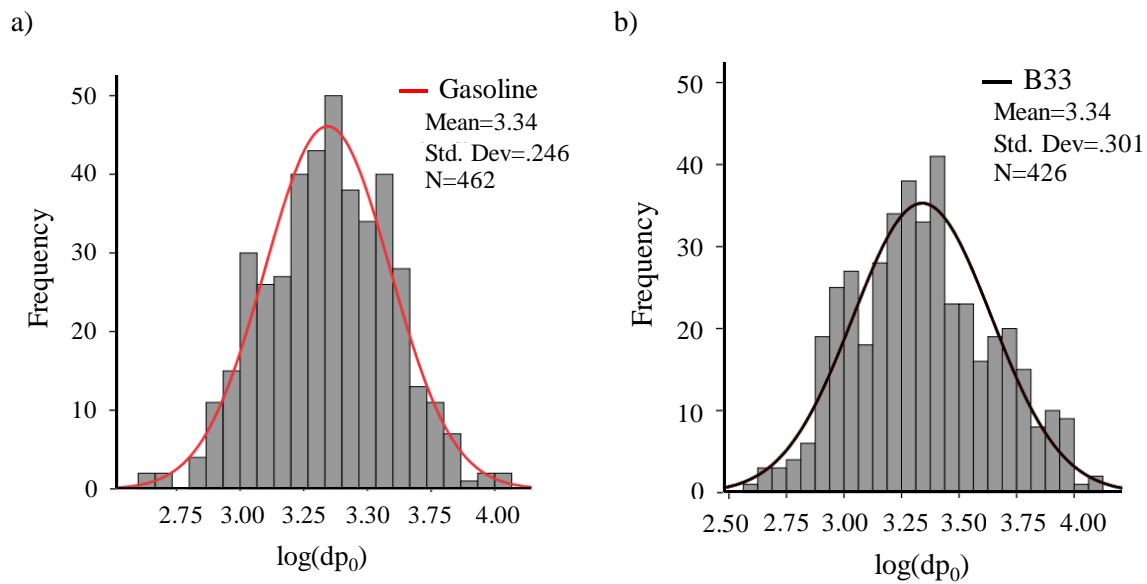 a)
Gasoline
Mean=3.34
Std. Dev=.246
N=462
Frequency
50
40
30
20
10
0
2.75 3.00 3.25 3.30 3.75 4.00
log(dp₀)
b)
B33
Mean=3.34
Std. Dev=.301
N=426
Frequency
50
40
30
20
10
0
2.50 2.75 3.00 3.25 3.50 3.75 4.00
log(dp₀)